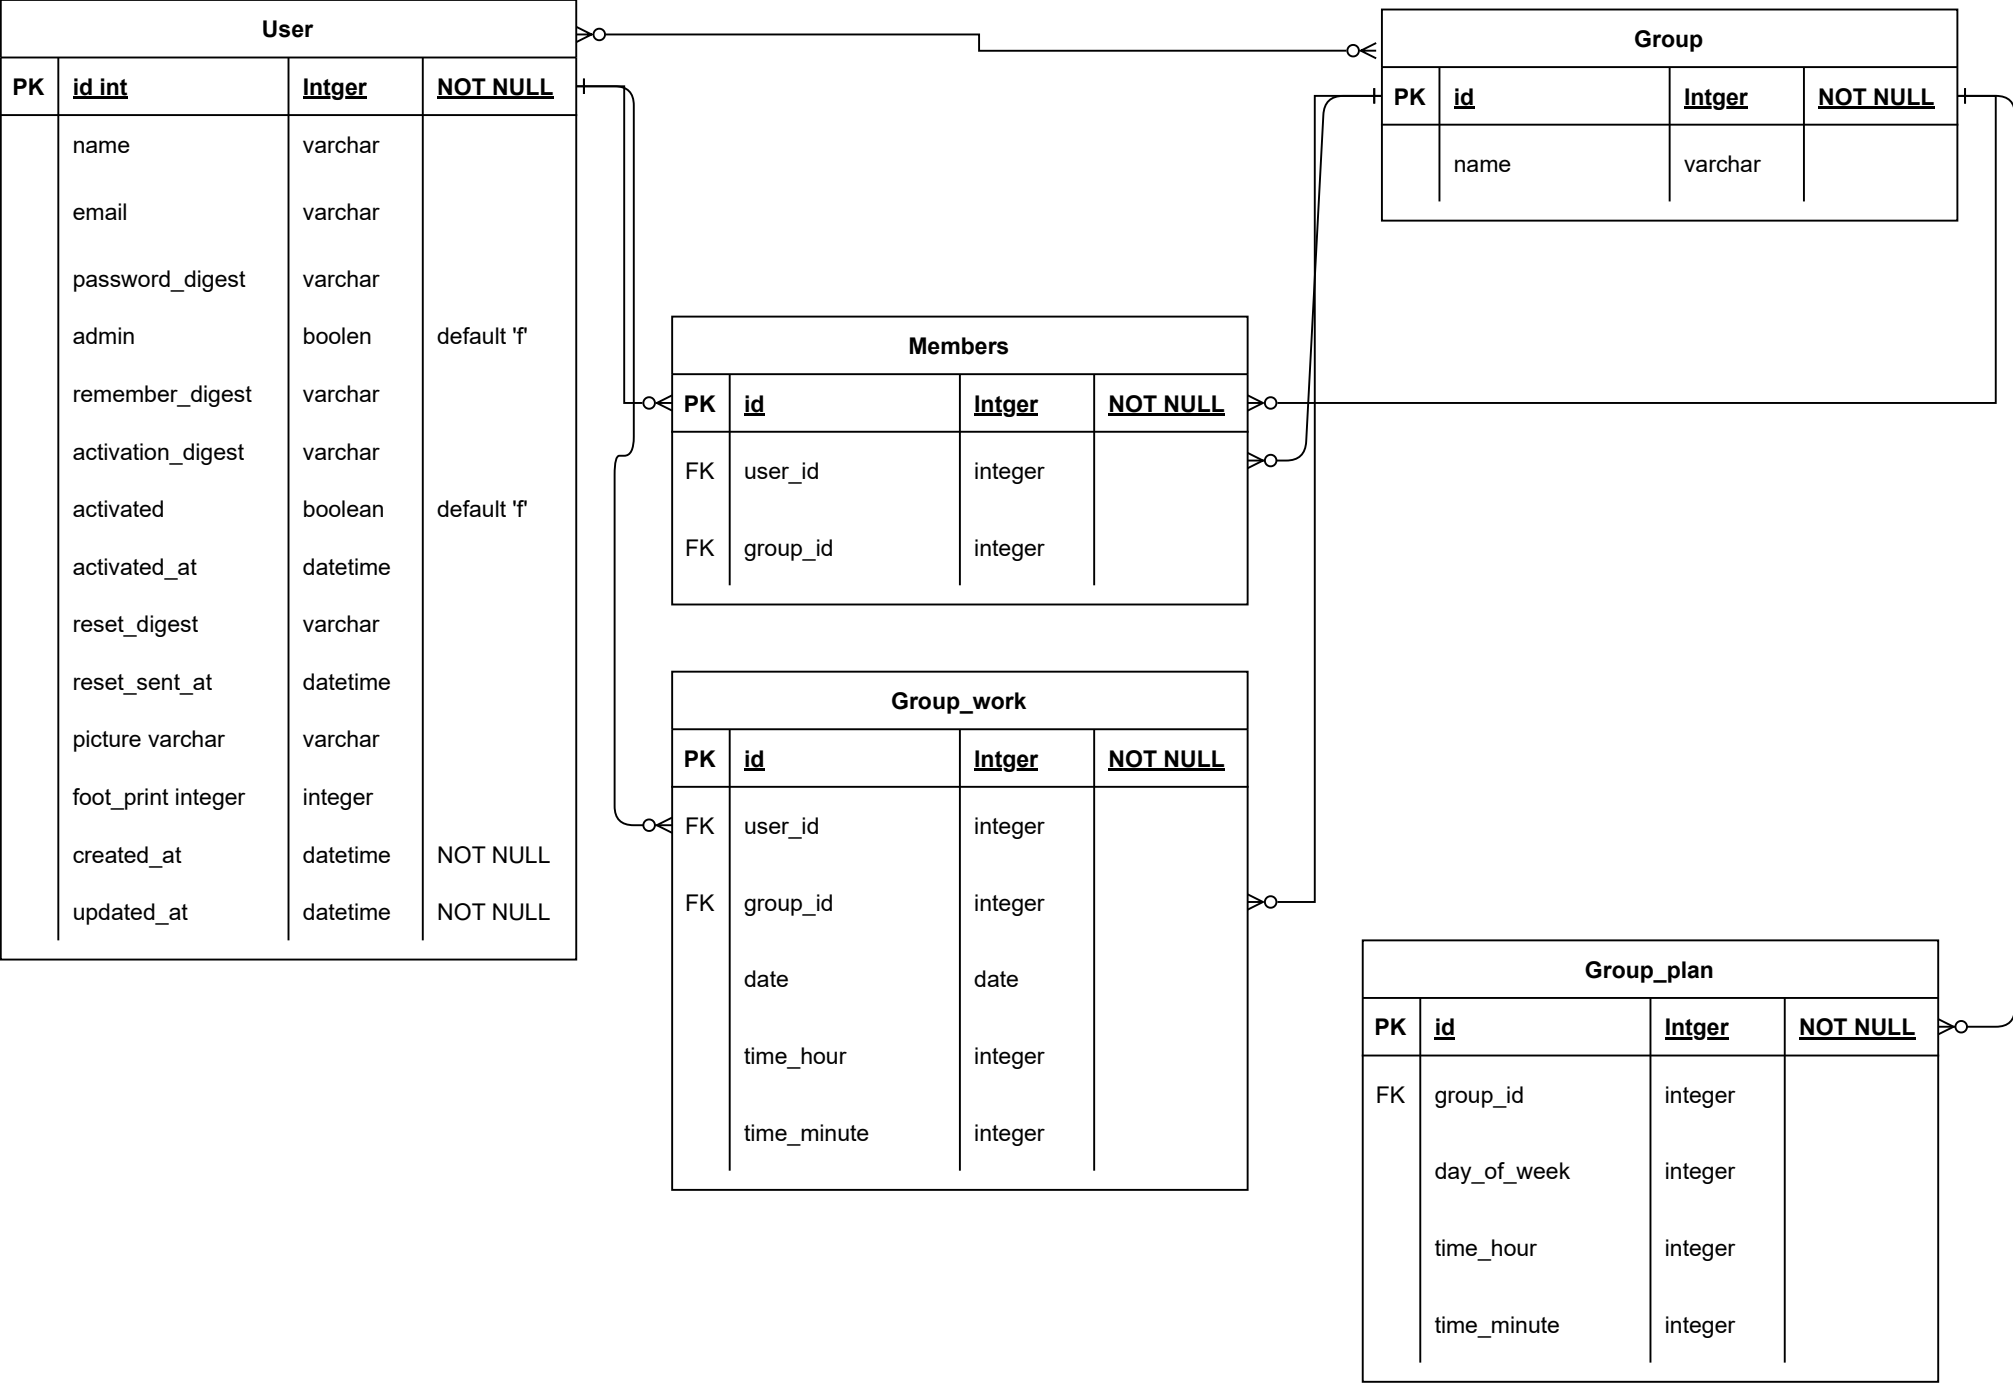 User
PK id int Intger NOT NULL
name varchar
email varchar
password_digest varchar
admin boolen default 'f'
remember_digest varchar
activation_digest varchar
activated boolean default 'f'
activated_at datetime
reset_digest varchar
reset_sent_at datetime
picture varchar varchar
foot_print integer integer
created_at datetime NOT NULL
updated_at datetime NOT NULL
Group
PK id Intger NOT NULL
name varchar
Members
PK id Intger NOT NULL
FK user_id integer
FK group_id integer
Group_work
PK id Intger NOT NULL
FK user_id integer
FK group_id integer
date date
time_hour integer
time_minute integer
Group_plan
PK id Intger NOT NULL
FK group_id integer
day_of_week integer
time_hour integer
time_minute integer